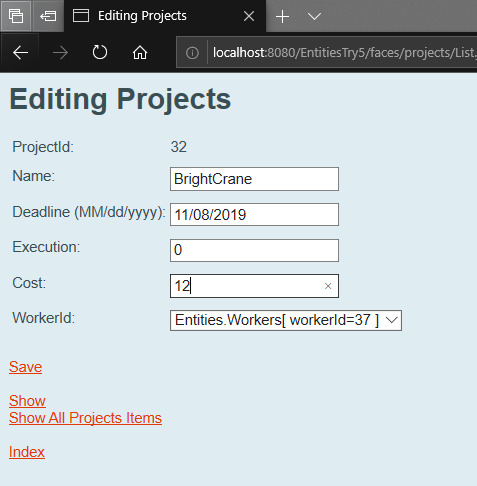 Editing Projects
localhost:8080/EntitiesTry5/faces/projects/List.
Editing Projects
ProjectId: 32
Name: BrightCrane
Deadline (MM/dd/yyyy): 11/08/2019
Execution: 0
Cost: 12
WorkerId: Entities.Workers[ workerId=37 ]
Save
Show
Show All Projects Items
Index